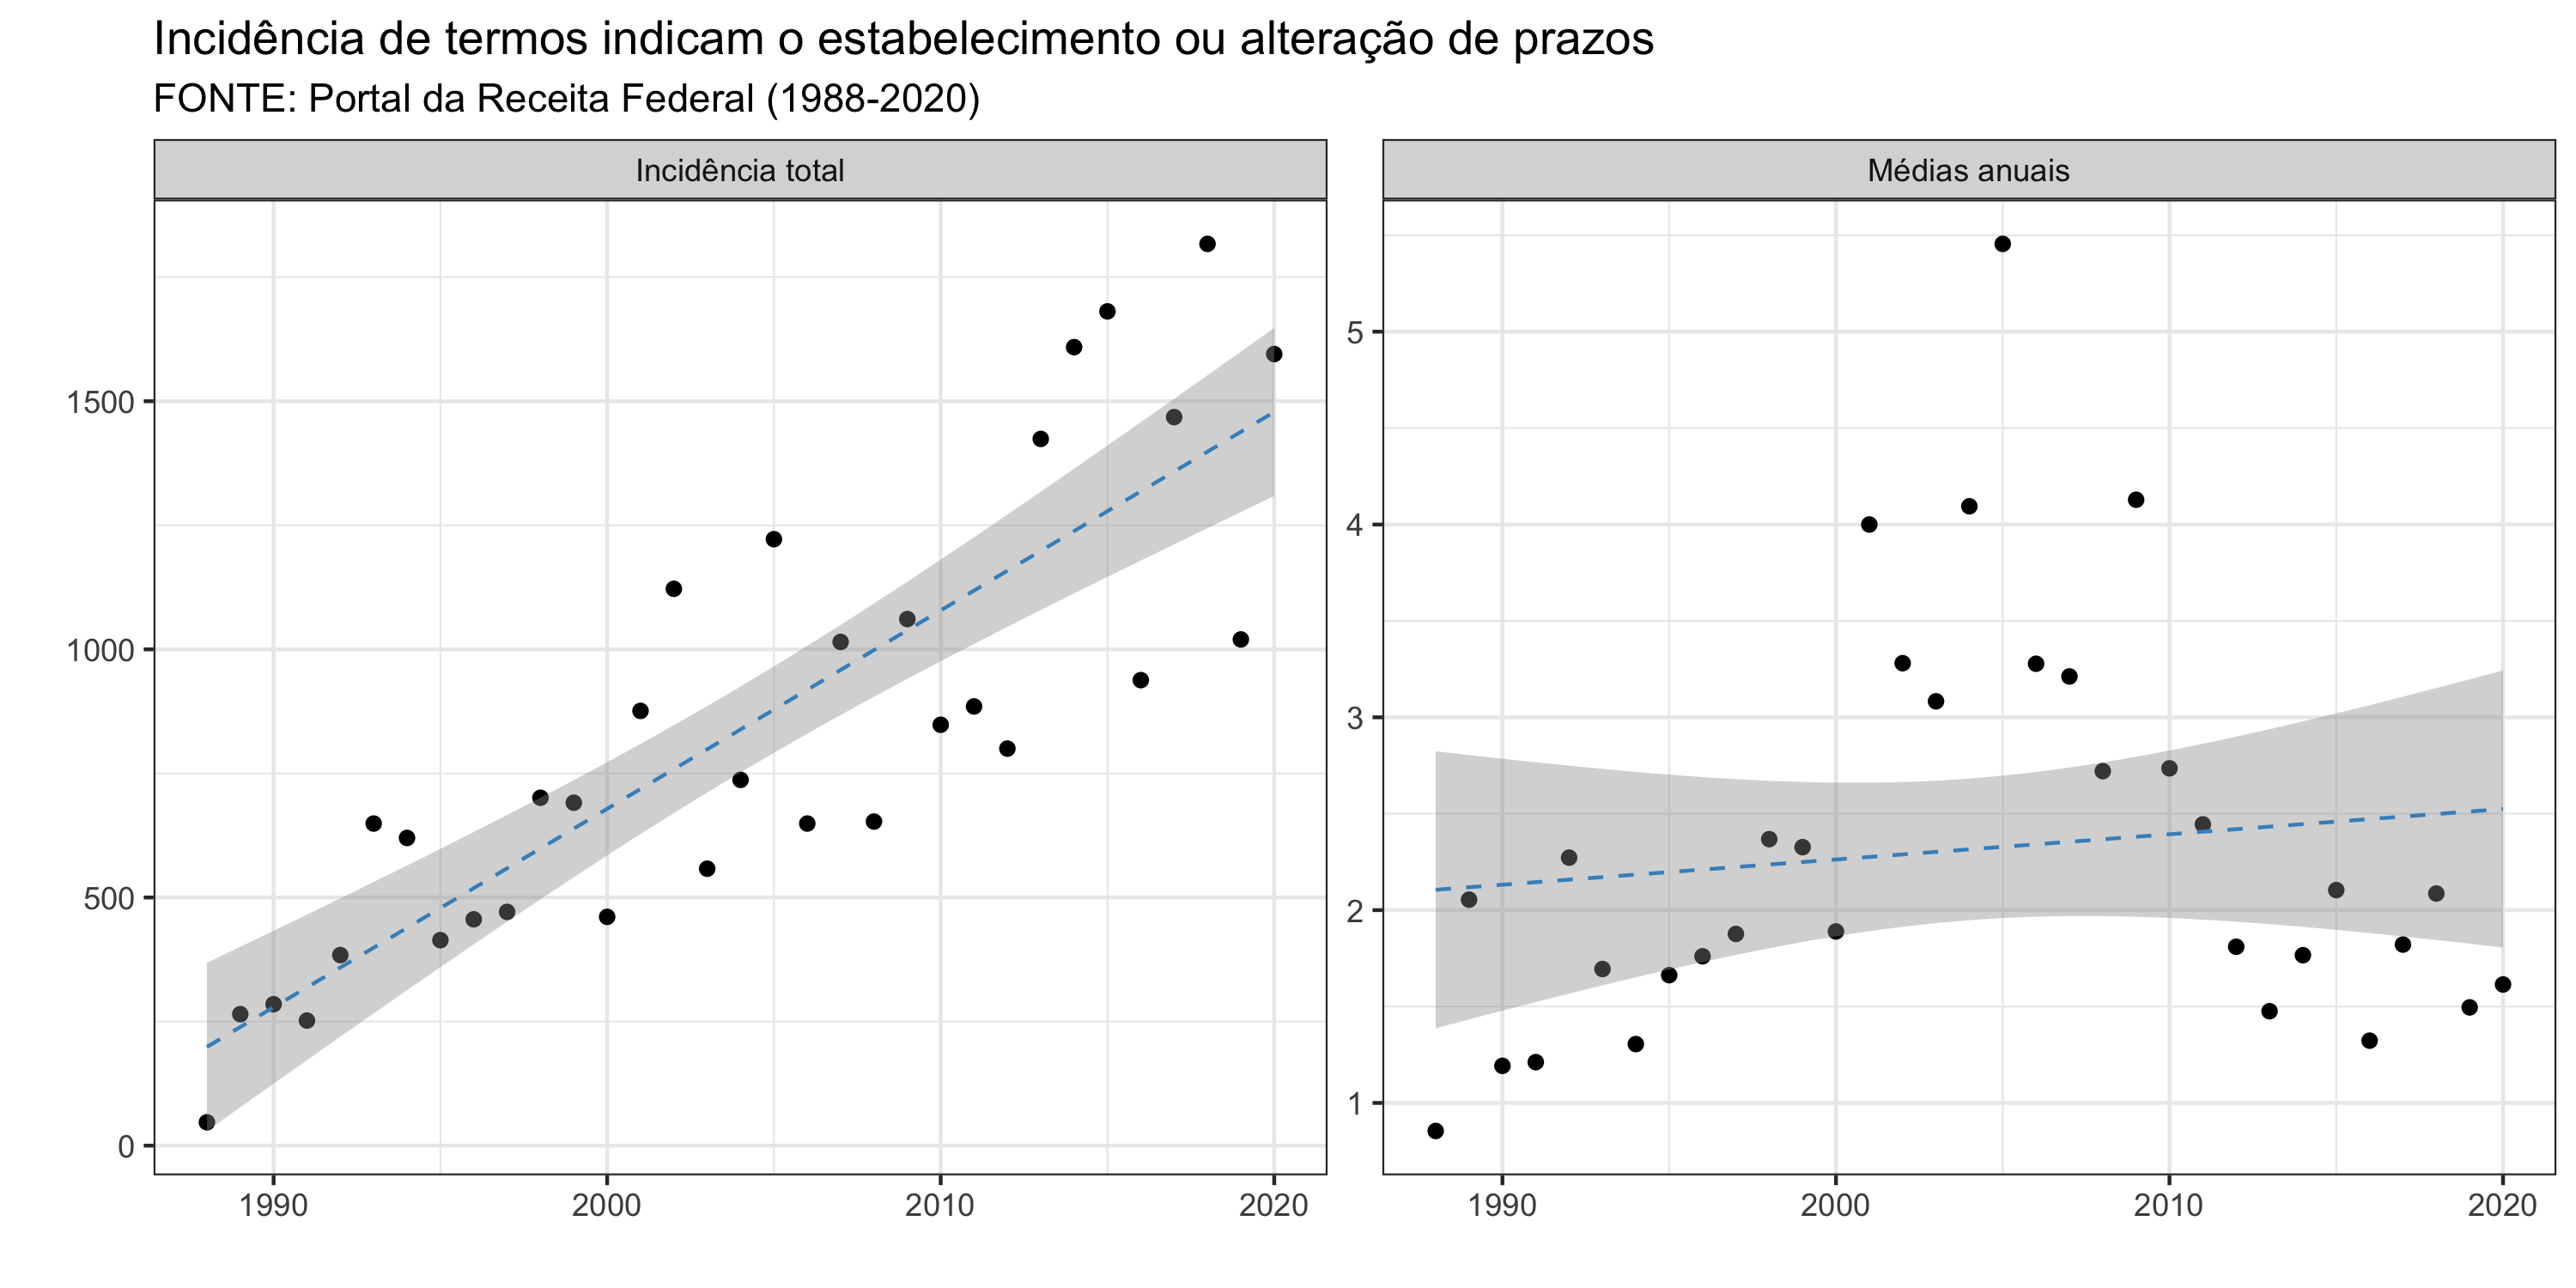 Incidência de termos indicam o estabelecimento ou alteração de prazos
FONTE: Portal da Receita Federal (1988-2020)
Incidência total
Médias anuais
1500
1000
500
0
5
4
3
2
1
1990 2000 2010 2020
1990 2000 2010 2020